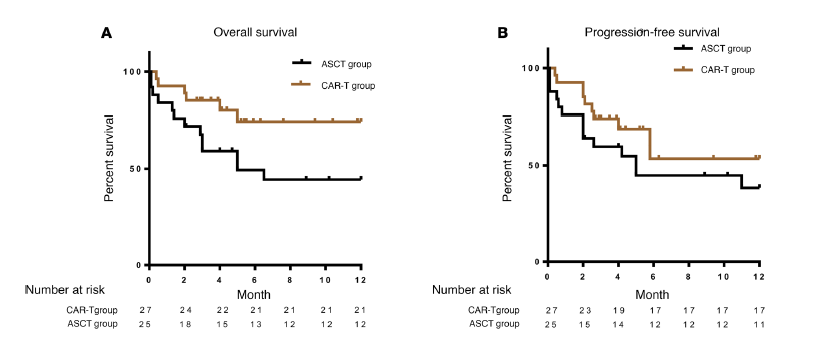 A Overall survival
ASCT group
CAR-T group
Percent survival
100
50
0
0 2 4 6 8 10 12
Month
Number at risk
CAR-Tgroup 27 24 22 21 21 21 21
ASCT group 25 18 15 13 12 12 12
B Progression-free survival
ASCT group
CAR-T group
Percent survival
100
50
0
0 2 4 6 8 10 12
Month
Number at risk
CAR-Tgroup 27 23 19 17 17 17 17
ASCT group 25 15 14 12 12 12 11